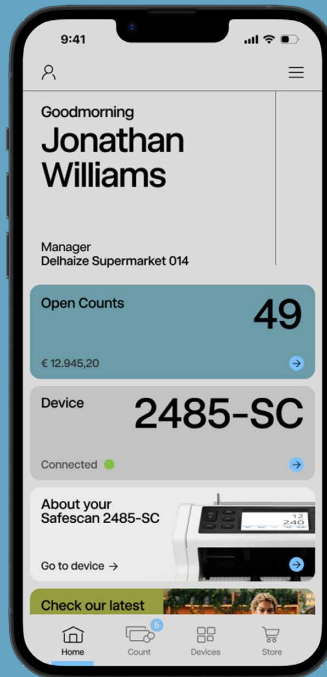 9:41
Goodmorning
Jonathan
Williams
Manager
Delhaize Supermarket 014
Open Counts
49
€ 12.945,20
Device
2485-SC
Connected
About your
Safescan 2485-SC
12
240
Go to device →
Check our latest
5
Home
Count
Devices
Store